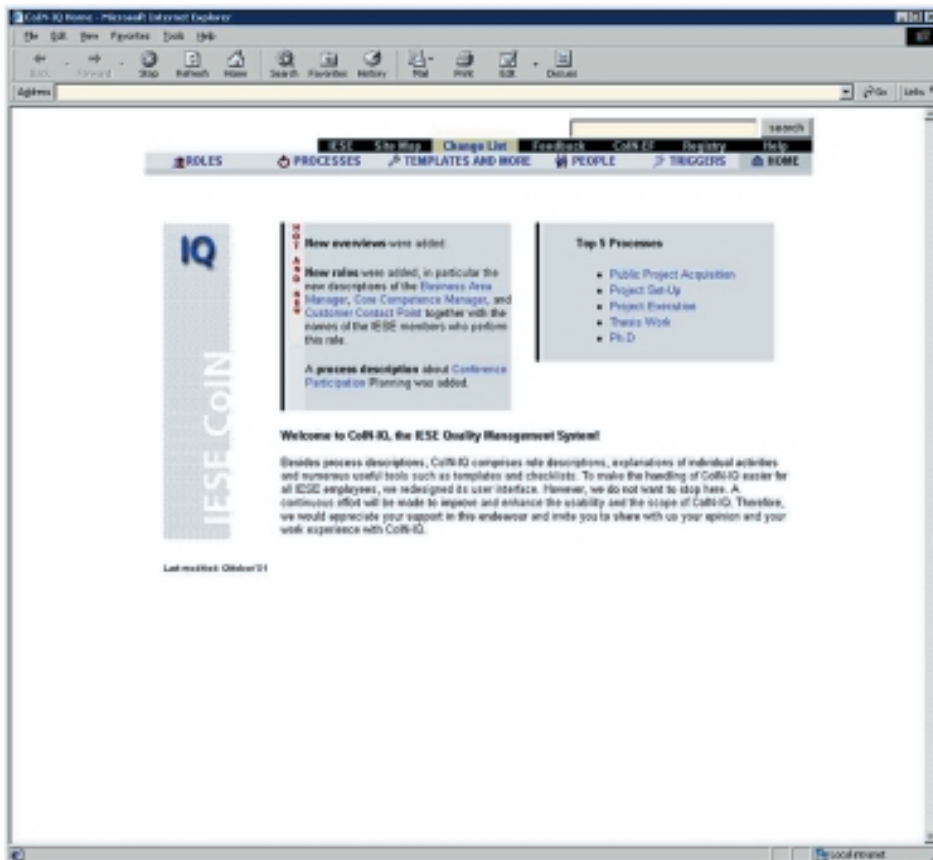 CoIN-IQ Home - Microsoft Internet Explorer
File Edit View Favorites Tools Help
Back Forward Stop Refresh Home Search Favorites History Mail Print Edit Discuss
Address Go Links
search
IESE Site Map Change List Feedback CoIN-EF Registry Help
ROLES PROCESSES TEMPLATES AND MORE PEOPLE TRIGGERS HOME
IQ
IESE CoIN
HOT AND NEW
New overviews were added.
New roles were added, in particular the
new descriptions of the Business Area
Manager, Core Competence Manager, and
Customer Contact Point together with the
names of the IESE members who perform
this role.
A process description about Conference
Participation Planning was added.
Top 5 Processes
Public Project Acquisition
Project Set-Up
Project Execution
Thesis Work
Ph.D
Welcome to CoIN-IQ, the IESE Quality Management System!
Besides process descriptions, CoIN-IQ comprises role descriptions, explanations of individual activities
and numerous useful tools such as templates and checklists. To make the handling of CoIN-IQ easier for
all IESE employees, we redesigned its user interface. However, we do not want to stop here. A
continuous effort will be made to improve and enhance the usability and the scope of CoIN-IQ. Therefore,
we would appreciate your support in this endeavour and invite you to share with us your opinion and your
work experience with CoIN-IQ.
Last modified: Oktober'01
Local intranet